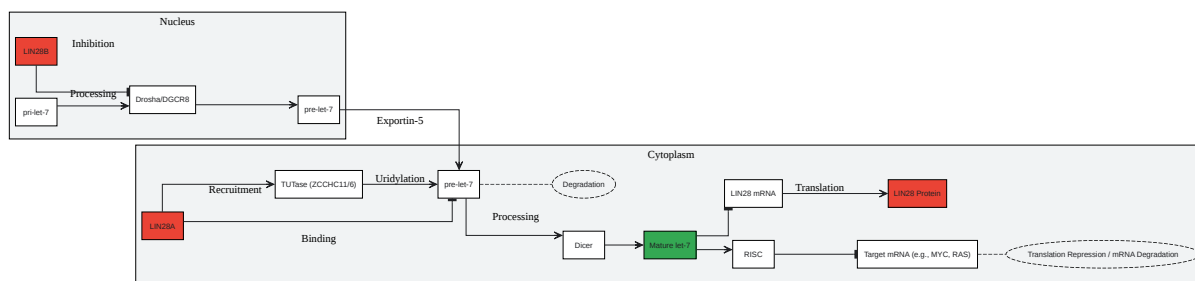 Nucleus
LIN28B
Inhibition
Processing
pri-let-7
Drosha/DGCR8
pre-let-7
Exportin-5
Cytoplasm
Recruitment
TUTase (ZCCHC11/6)
Uridylation
pre-let-7
Degradation
LIN28A
Binding
Processing
Dicer
Mature let-7
LIN28 mRNA
Translation
LIN28 Protein
RISC
Target mRNA (e.g., MYC, RAS)
Translation Repression / mRNA Degradation